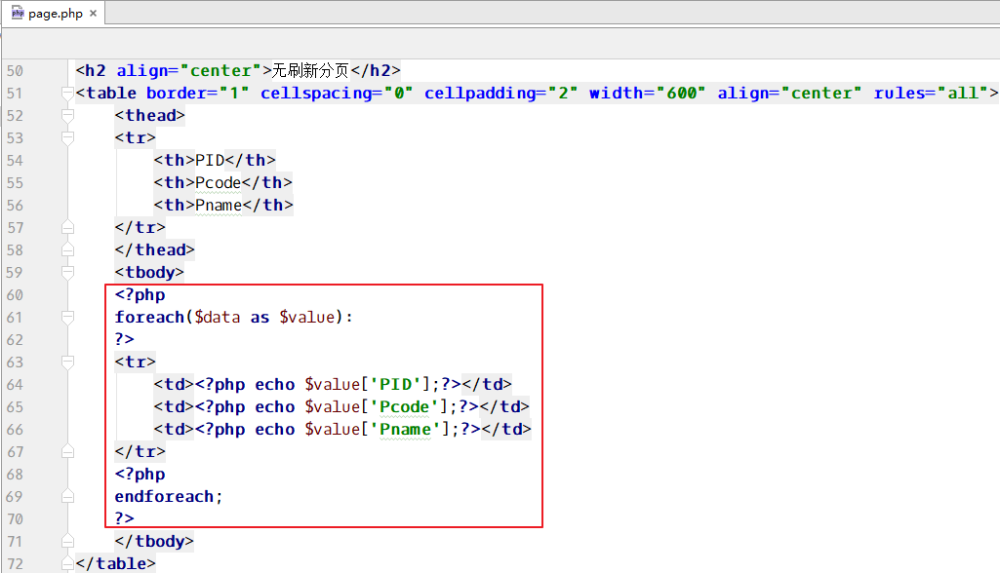 page.php
50 <h2 align="center">无刷新分页</h2>
51 <table border="1" cellspacing="0" cellpadding="2" width="600" align="center" rules="all">
52 <thead>
53 <tr>
54 <th>PID</th>
55 <th>Pcode</th>
56 <th>Pname</th>
57 </tr>
58 </thead>
59 <tbody>
60 <?php
61 foreach($data as $value):
62 ?>
63 <tr>
64 <td><?php echo $value['PID'];?></td>
65 <td><?php echo $value['Pcode'];?></td>
66 <td><?php echo $value['Pname'];?></td>
67 </tr>
68 <?php
69 endforeach;
70 ?>
71 </tbody>
72 </table>